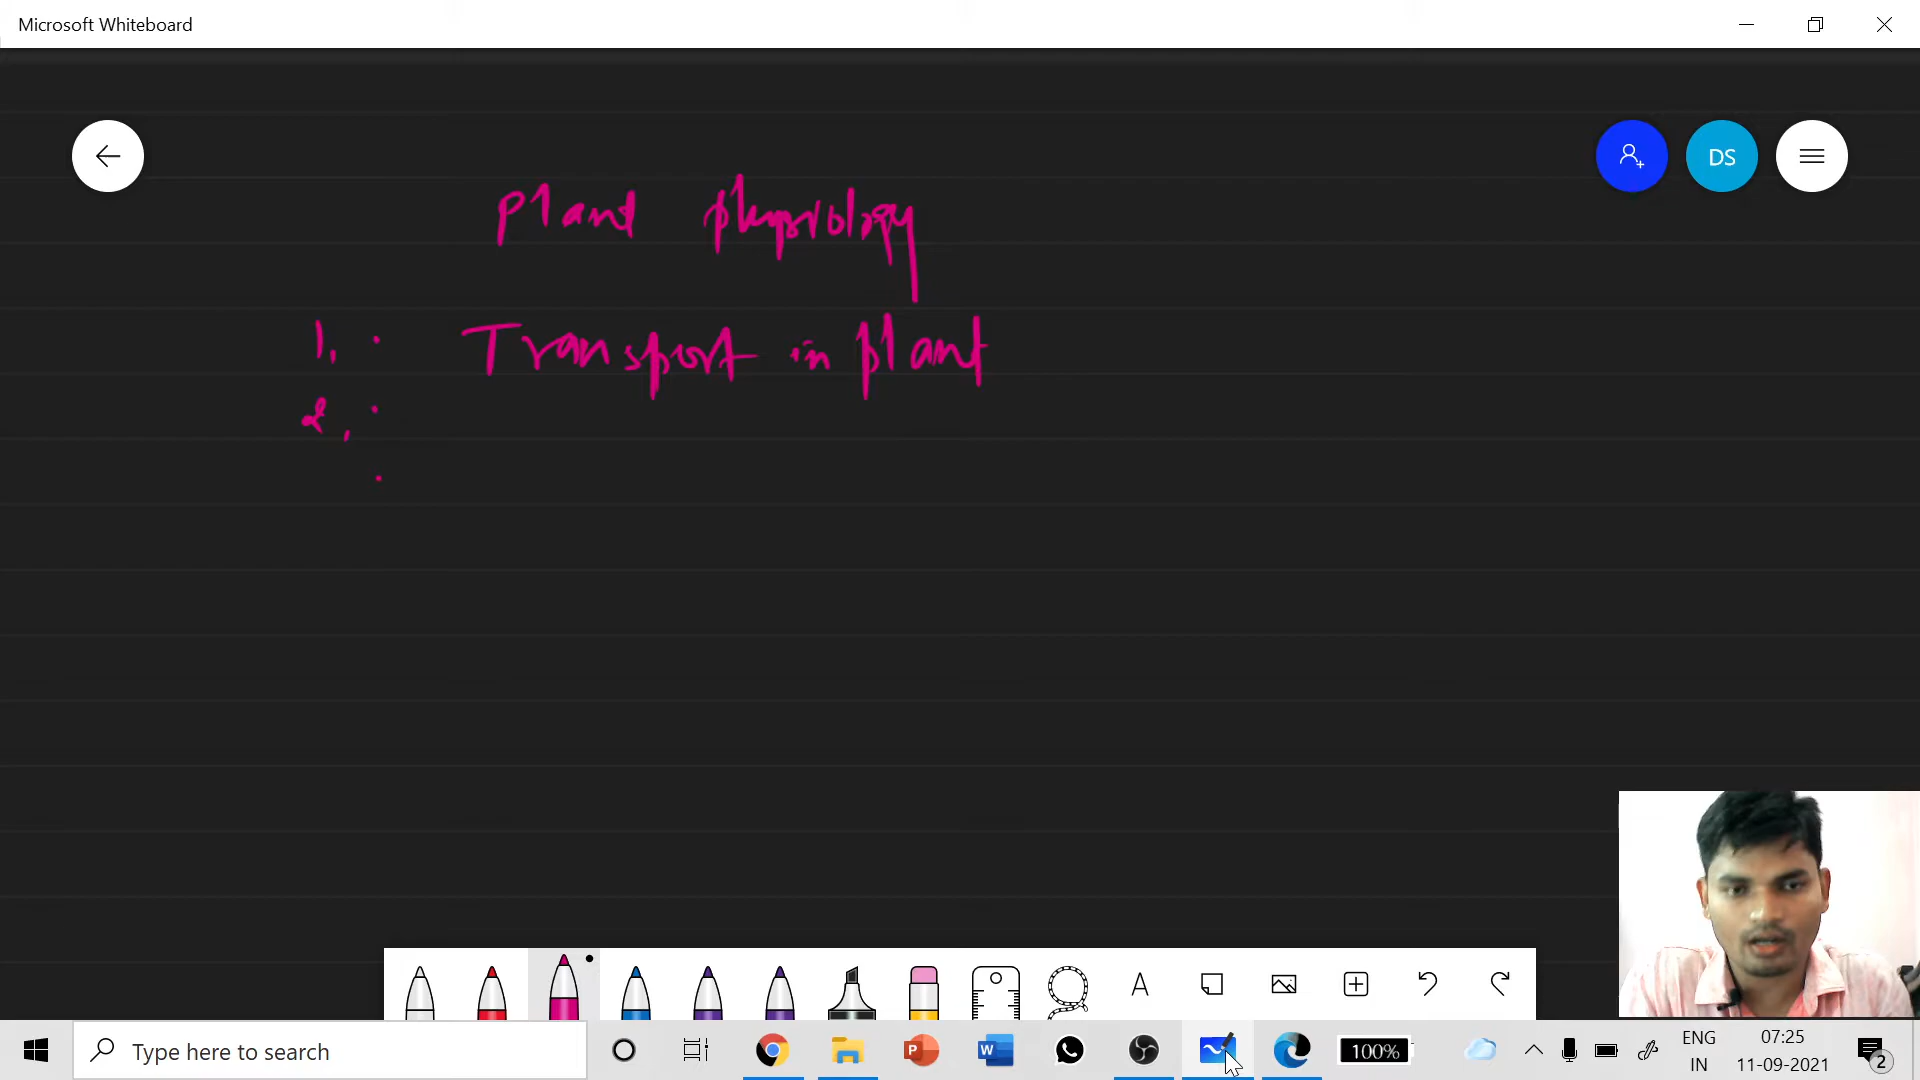 Microsoft Whiteboard
DS
Plant physiology
1. Transport in plant
2.
A
Type here to search
100%
ENG
IN
07:25
11-09-2021
2